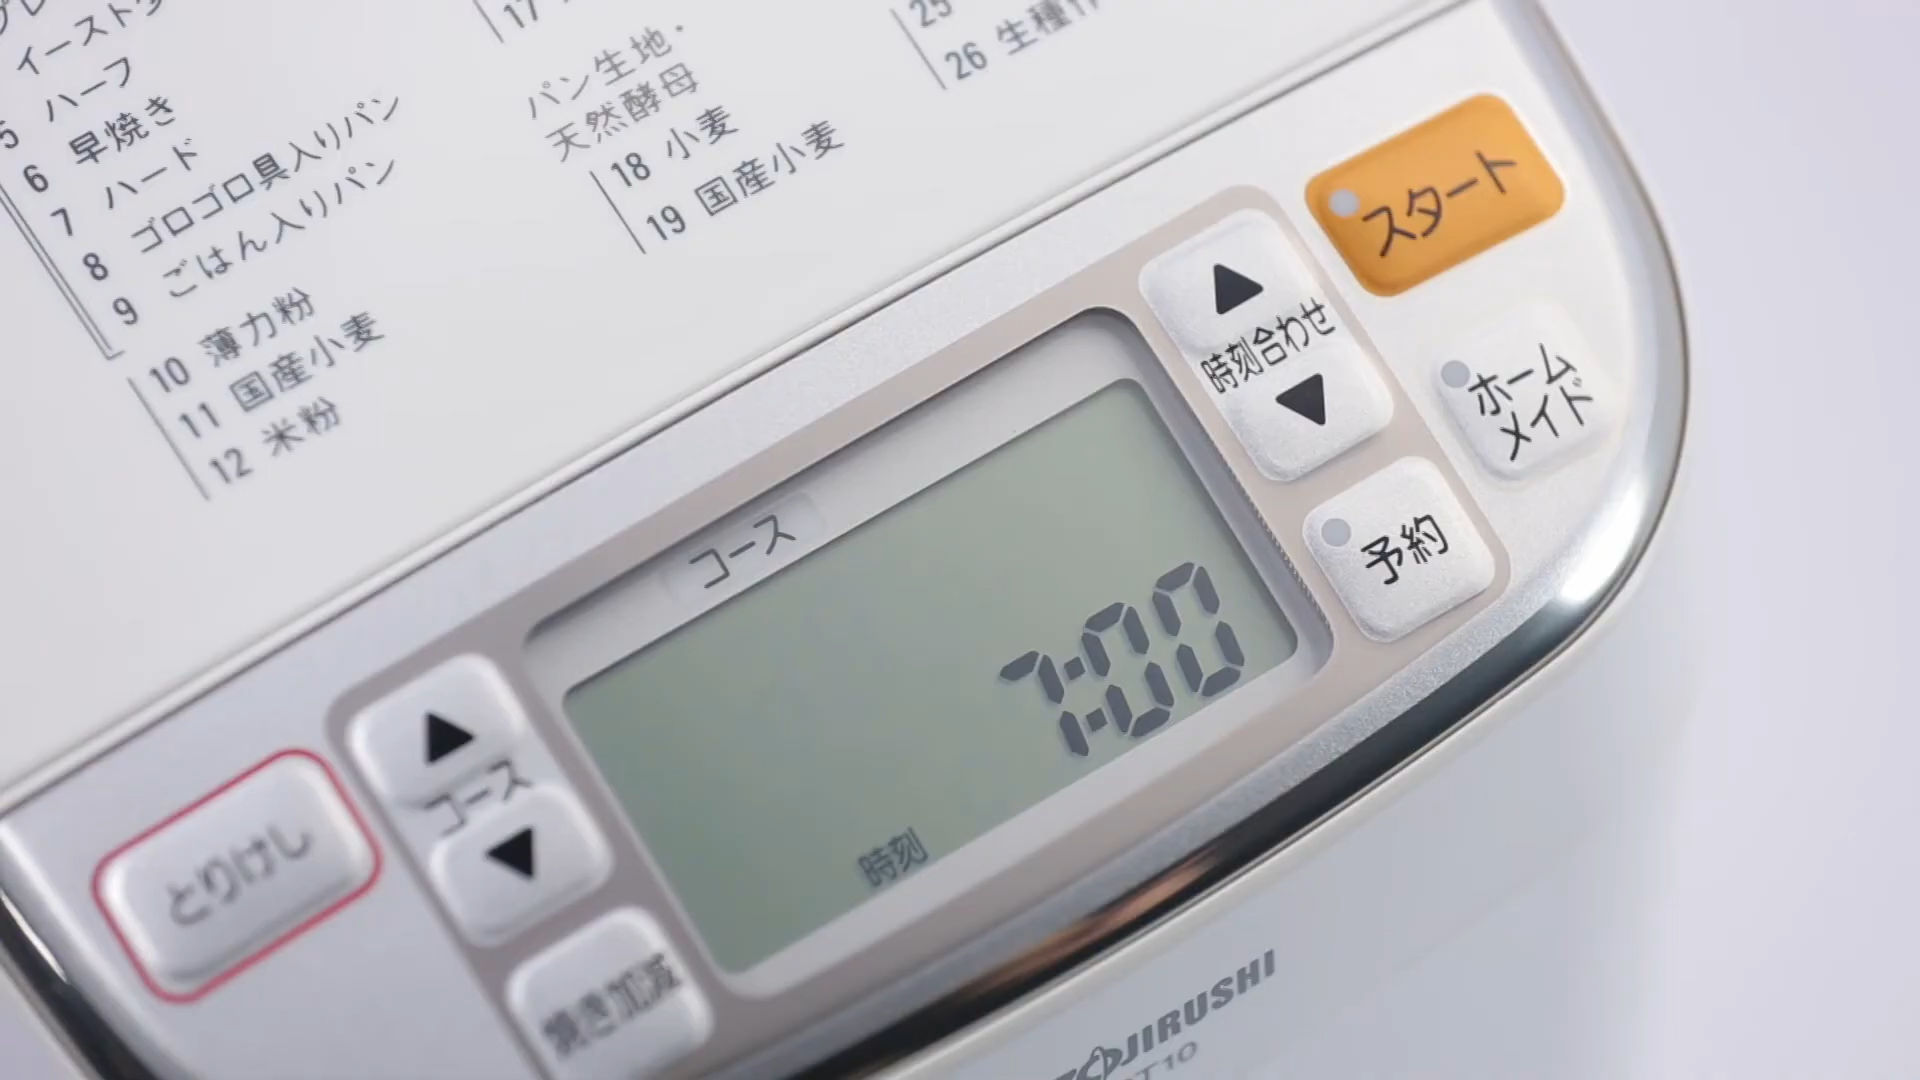 イースト
5 ハーフ
6 早焼き
7 ハード
8 ゴロゴロ具入りパン
9 ごはん入りパン
10 薄力粉
11 国産小麦
12 米粉
17
パン生地・
天然酵母
18 小麦
19 国産小麦
25
26 生種
スタート
時刻合わせ
ホーム
メイド
予約
コース
7:00
時刻
コース
とりけし
焼き加減
ZOJIRUSHI
T10